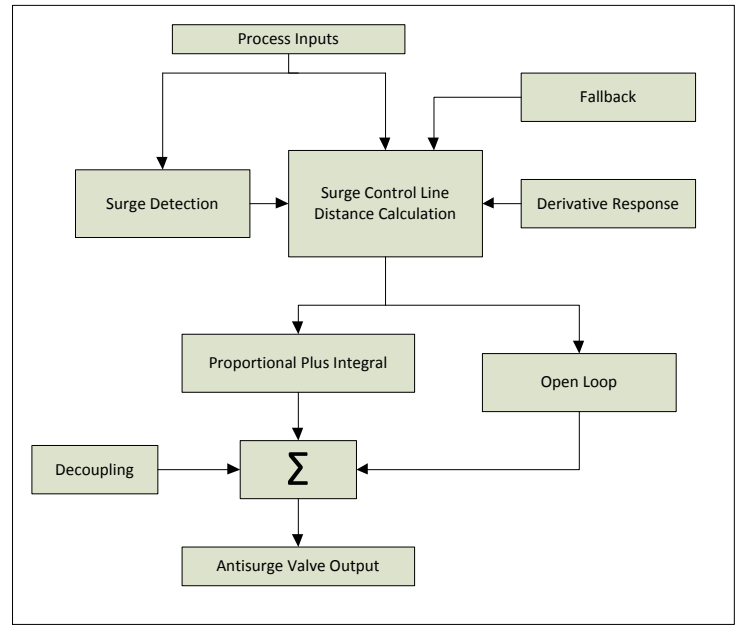 Process Inputs
Fallback
Surge Detection
Surge Control Line
Distance Calculation
Derivative Response
Proportional Plus Integral
Open Loop
Decoupling
Σ
Antisurge Valve Output